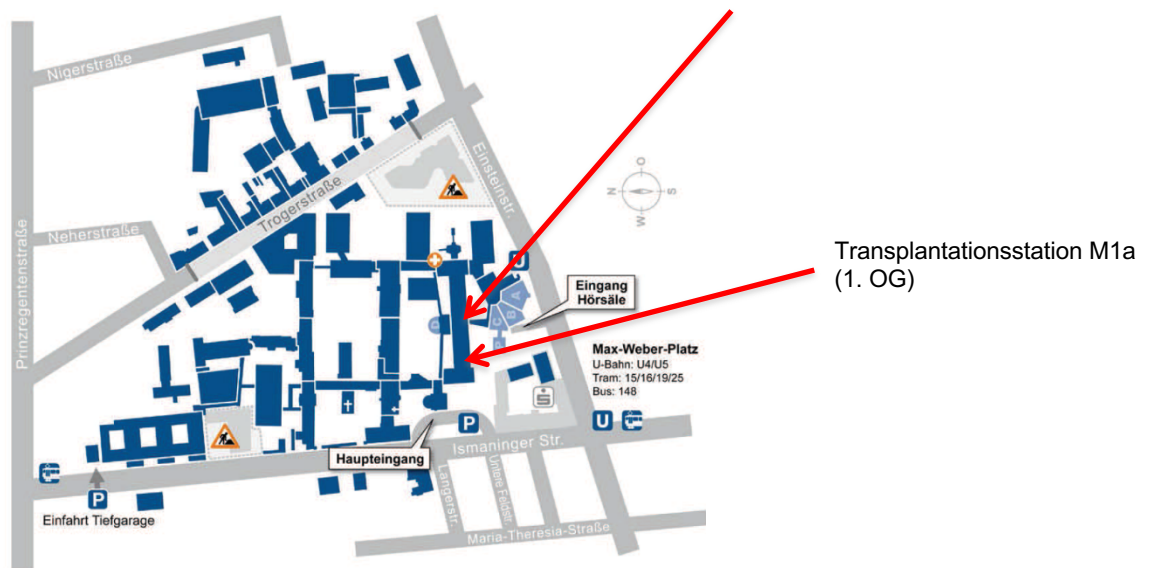 Nigerstraße
Prinzregentenstraße
Neherstraße
Trogerstraße
Einsteinstr.
O
N
S
W
U
Eingang
Hörsäle
A
B
C
D
P
Transplantationsstation M1a
(1. OG)
Max-Weber-Platz
U-Bahn: U4/U5
Tram: 15/16/19/25
Bus: 148
U
P
Haupteingang
Ismaninger Str.
Langerstr.
Untere Feldstr.
Maria-Theresia-Straße
P
Einfahrt Tiefgarage